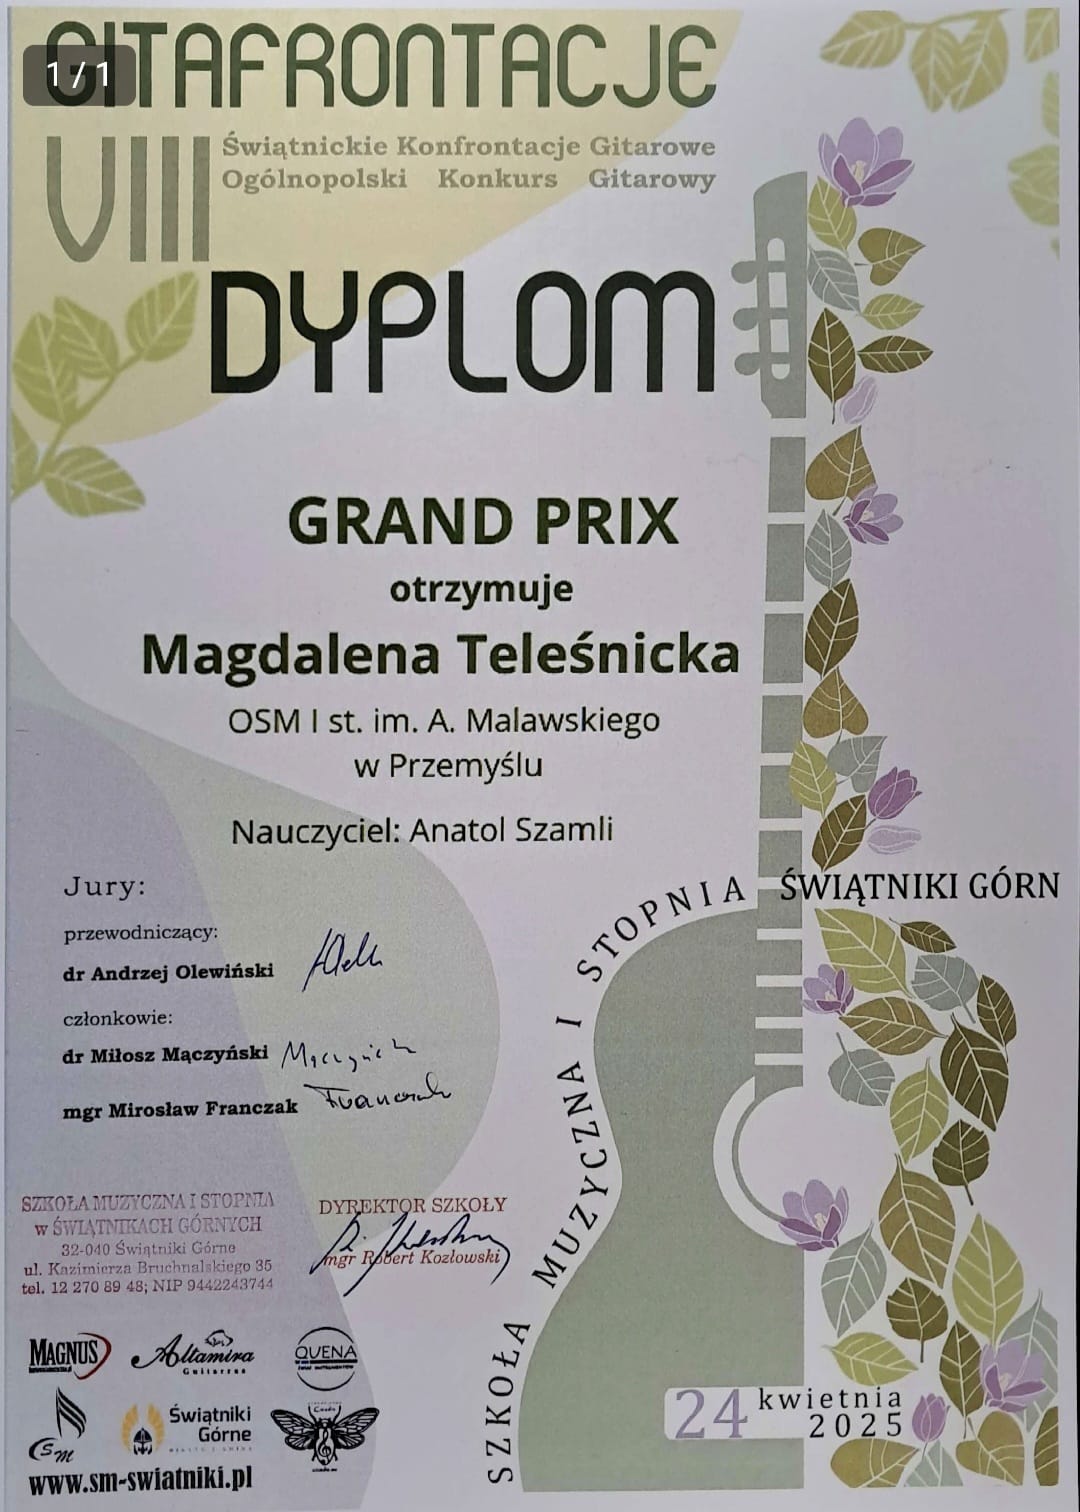 GITAFRONTACJE
1 / 1
VIII
Świątnickie Konfrontacje Gitarowe
Ogólnopolski Konkurs Gitarowy
DYPLOM
GRAND PRIX
otrzymuje
Magdalena Teleśnicka
OSM I st. im. A. Malawskiego
w Przemyślu
Nauczyciel: Anatol Szamli
Jury:
przewodniczący:
dr Andrzej Olewiński
członkowie:
dr Miłosz Mączyński
mgr Mirosław Franczak
SZKOŁA MUZYCZNA I STOPNIA
w ŚWIĄTNIKACH GÓRNYCH
32-040 Świątniki Górne
ul. Kazimierza Bruchnalskiego 35
tel. 12 270 89 48; NIP 9442243744
DYREKTOR SZKOŁY
mgr Robert Kozłowski
SZKOŁA MUZYCZNA I STOPNIA ŚWIĄTNIKI GÓRN
MAGNUS
Altamira
Guitarras
QUENA
SM
Świątniki
Górne
www.sm-swiatniki.pl
24 kwietnia
2025